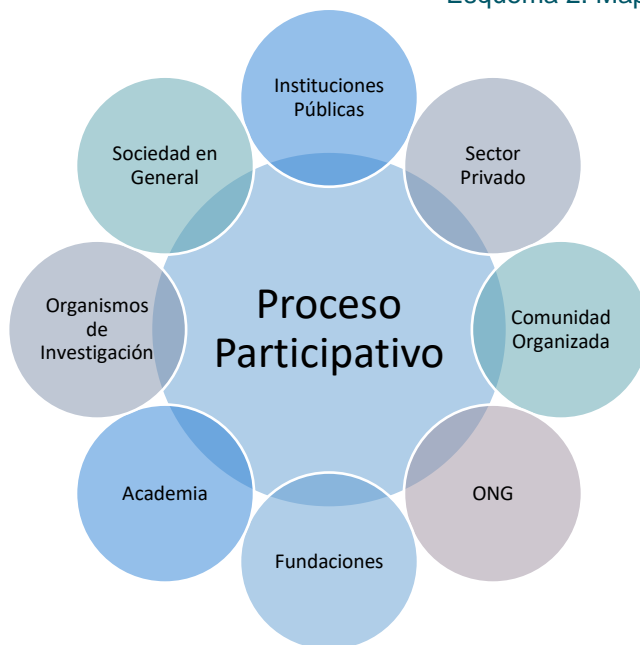 Esquema 2. Map
Instituciones
Públicas
Sociedad en
General
Sector
Privado
Organismos
de
Investigación
Proceso
Participativo
Comunidad
Organizada
Academia
ONG
Fundaciones